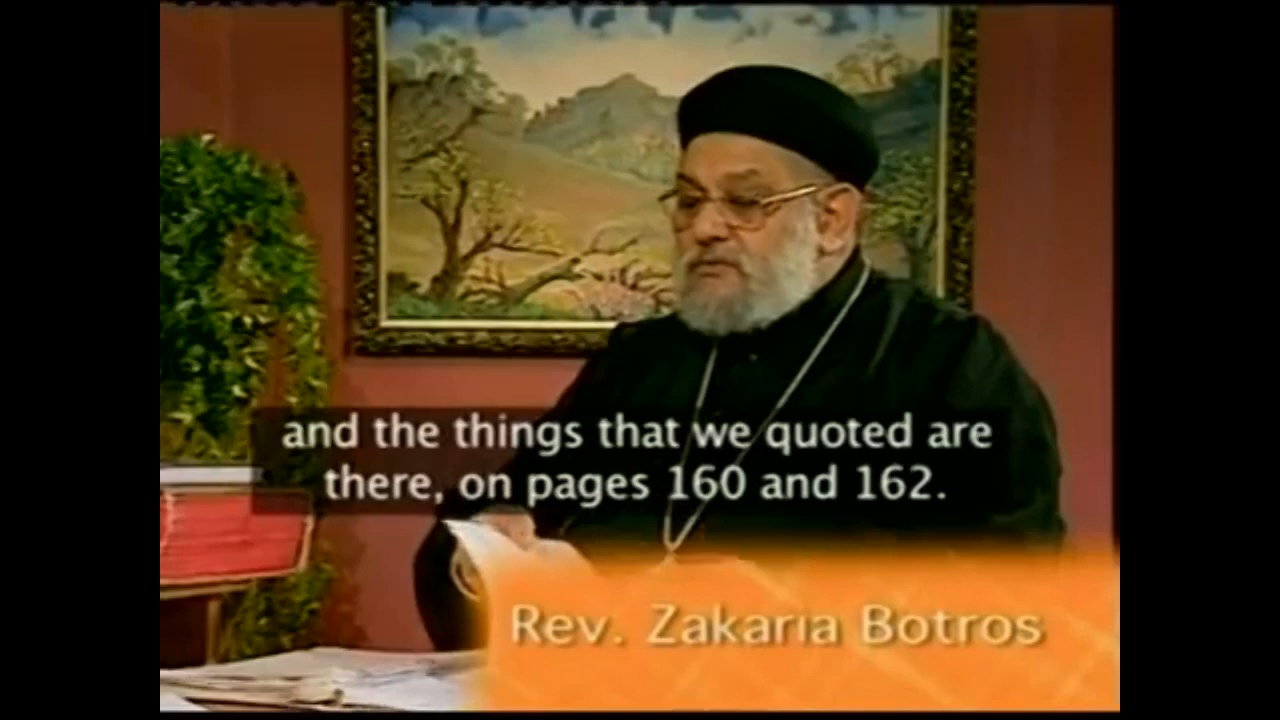 and the things that we quoted are
there, on pages 160 and 162.
Rev. Zakaria Botros